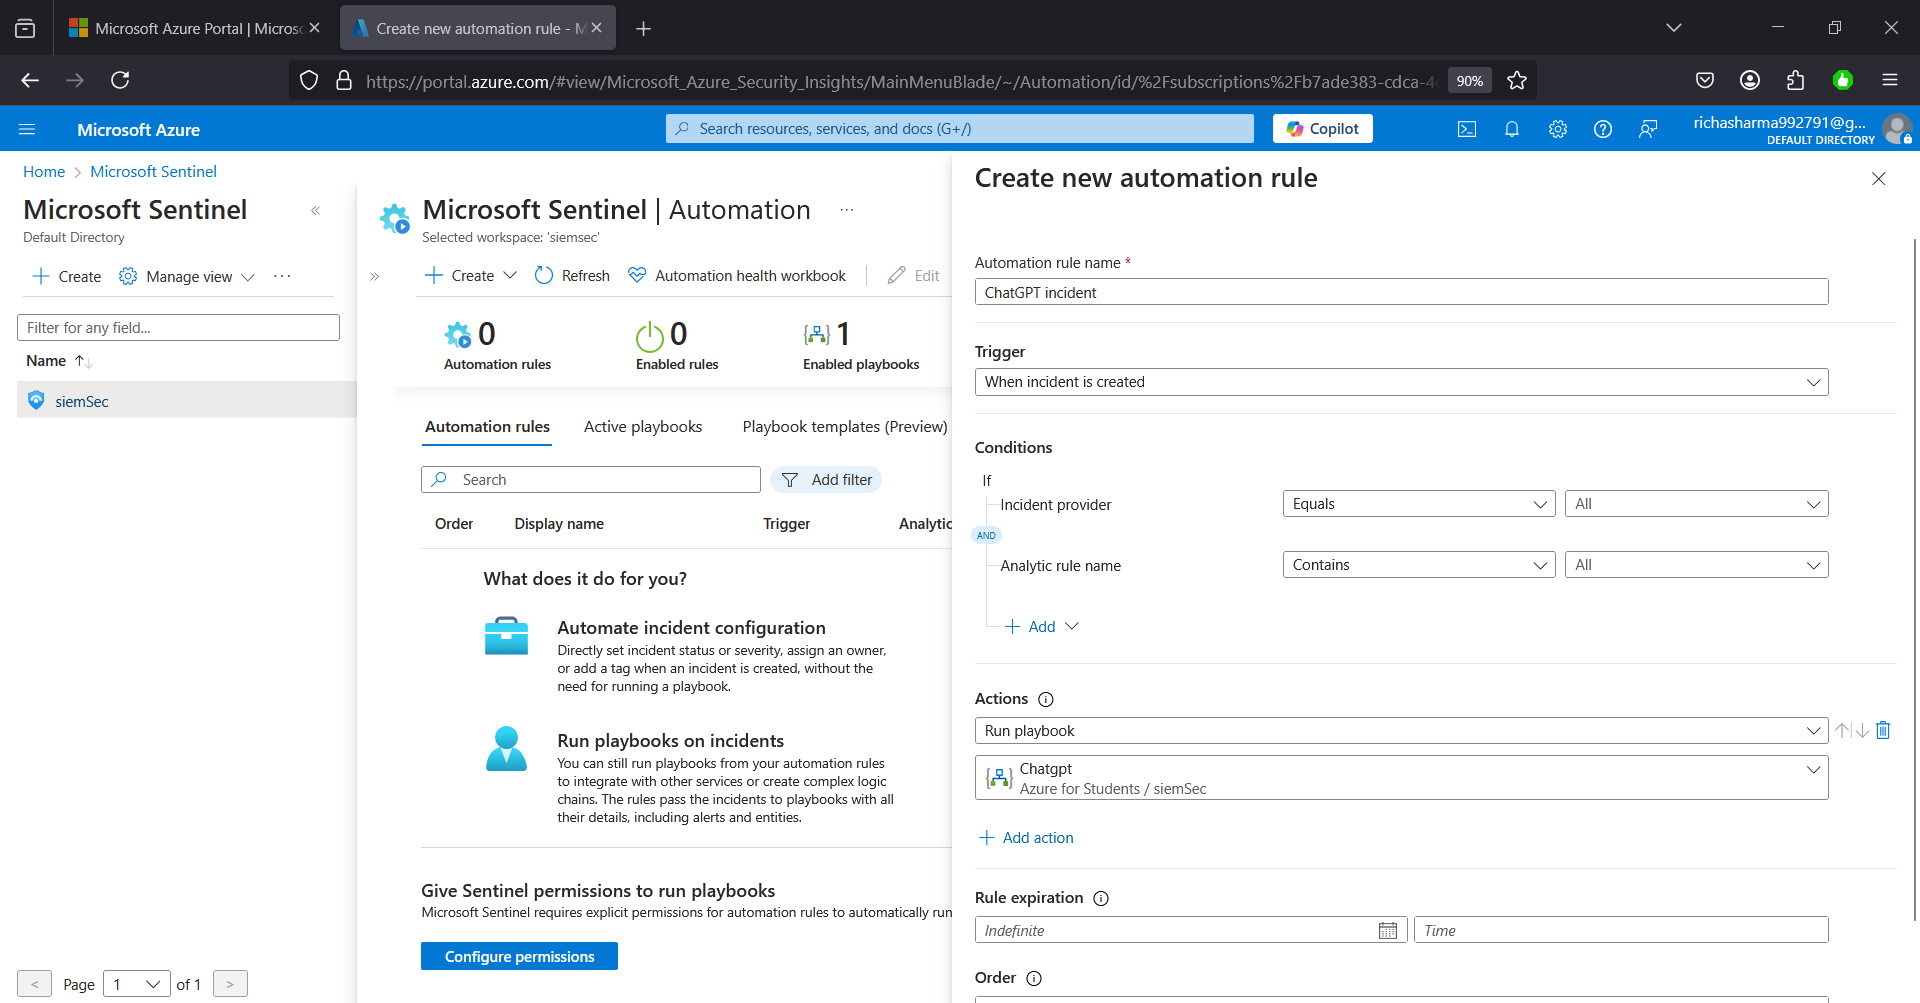 Microsoft Azure Portal | Microso
Create new automation rule - M
https://portal.azure.com/#view/Microsoft_Azure_Security_Insights/MainMenuBlade/~/Automation/id/%2Fsubscriptions%2Fb7ade383-cdca-4
90%
Microsoft Azure
Search resources, services, and docs (G+/)
Copilot
richasharma992791@g...
DEFAULT DIRECTORY
Home > Microsoft Sentinel
Microsoft Sentinel
Default Directory
Create
Manage view
Filter for any field...
Name
siemSec
< Page 1 of 1 >
Microsoft Sentinel | Automation
Selected workspace: 'siemsec'
Create
Refresh
Automation health workbook
Edit
0
Automation rules
0
Enabled rules
1
Enabled playbooks
Automation rules
Active playbooks
Playbook templates (Preview)
Search
Add filter
Order
Display name
Trigger
Analytic
What does it do for you?
Automate incident configuration
Directly set incident status or severity, assign an owner,
or add a tag when an incident is created, without the
need for running a playbook.
Run playbooks on incidents
You can still run playbooks from your automation rules
to integrate with other services or create complex logic
chains. The rules pass the incidents to playbooks with all
their details, including alerts and entities.
Give Sentinel permissions to run playbooks
Microsoft Sentinel requires explicit permissions for automation rules to automatically run
Configure permissions
Create new automation rule
Automation rule name *
ChatGPT incident
Trigger
When incident is created
Conditions
If
Incident provider
Equals
All
AND
Analytic rule name
Contains
All
Add
Actions
Run playbook
Chatgpt
Azure for Students / siemSec
Add action
Rule expiration
Indefinite
Time
Order